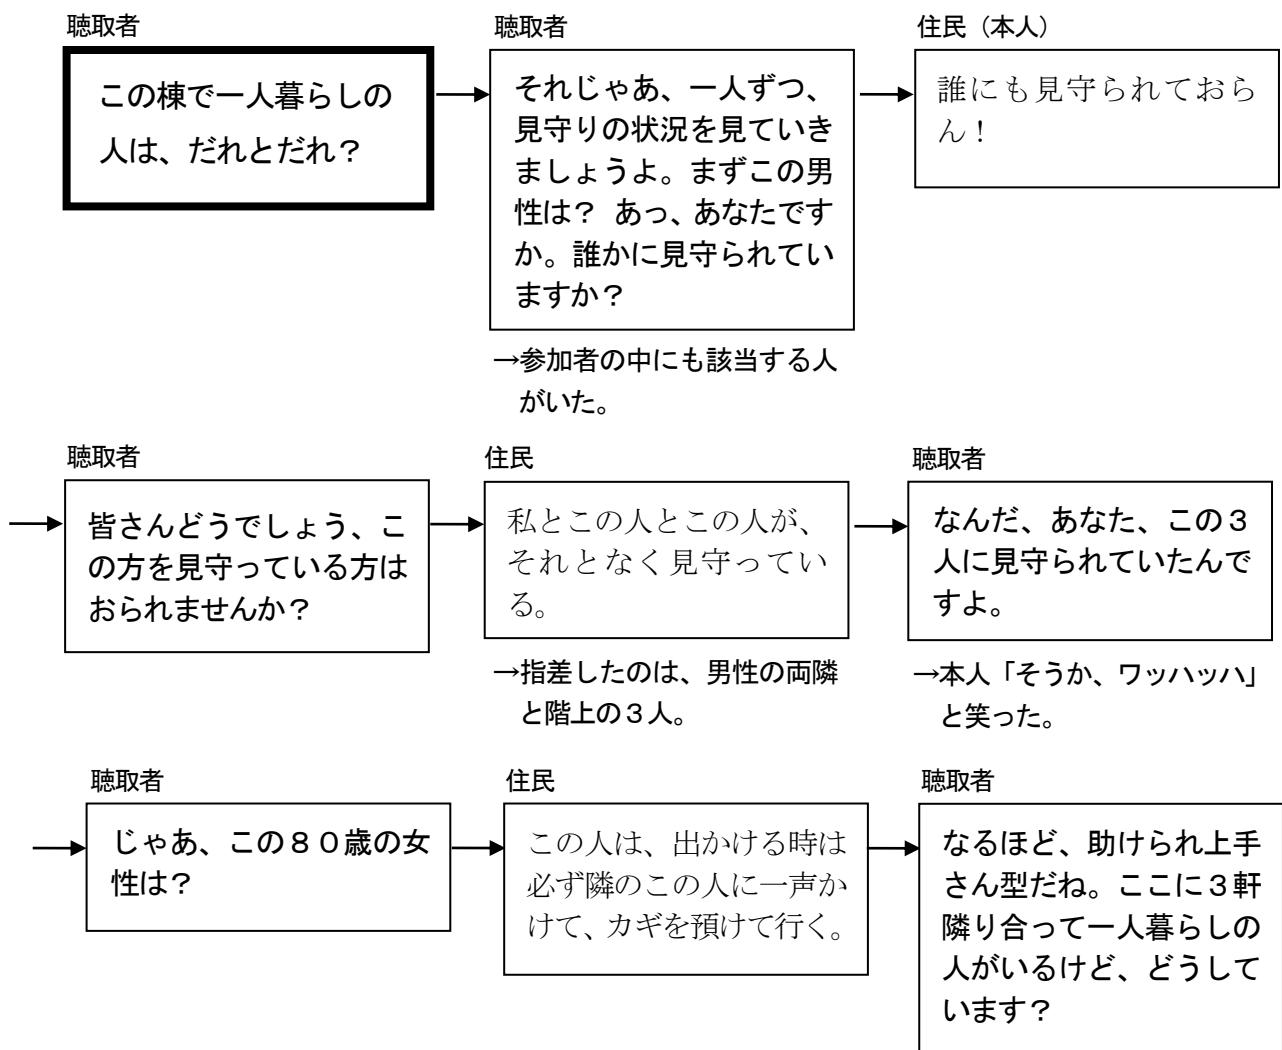 聴取者
この棟で一人暮らしの
人は、だれとだれ？
聴取者
それじゃあ、一人ずつ、
見守りの状況を見ていき
ましょうよ。まずこの男
性は？ あっ、あなたです
か。誰かに見守られてい
ますか？
→参加者の中にも該当する人
がいた。
住民（本人）
誰にも見守られておら
ん！
聴取者
皆さんどうでしょう、こ
の方を見守っている方は
おられませんか？
住民
私とこの人とこの人が、
それとなく見守ってい
る。
→指差したのは、男性の両隣
と階上の３人。
聴取者
なんだ、あなた、この３
人に見守られていたんで
すよ。
→本人「そうか、ワッハッハ」
と笑った。
聴取者
じゃあ、この８０歳の女
性は？
住民
この人は、出かける時は
必ず隣のこの人に一声か
けて、カギを預けて行く。
聴取者
なるほど、助けられ上手
さん型だね。ここに３軒
隣り合って一人暮らしの
人がいるけど、どうして
います？